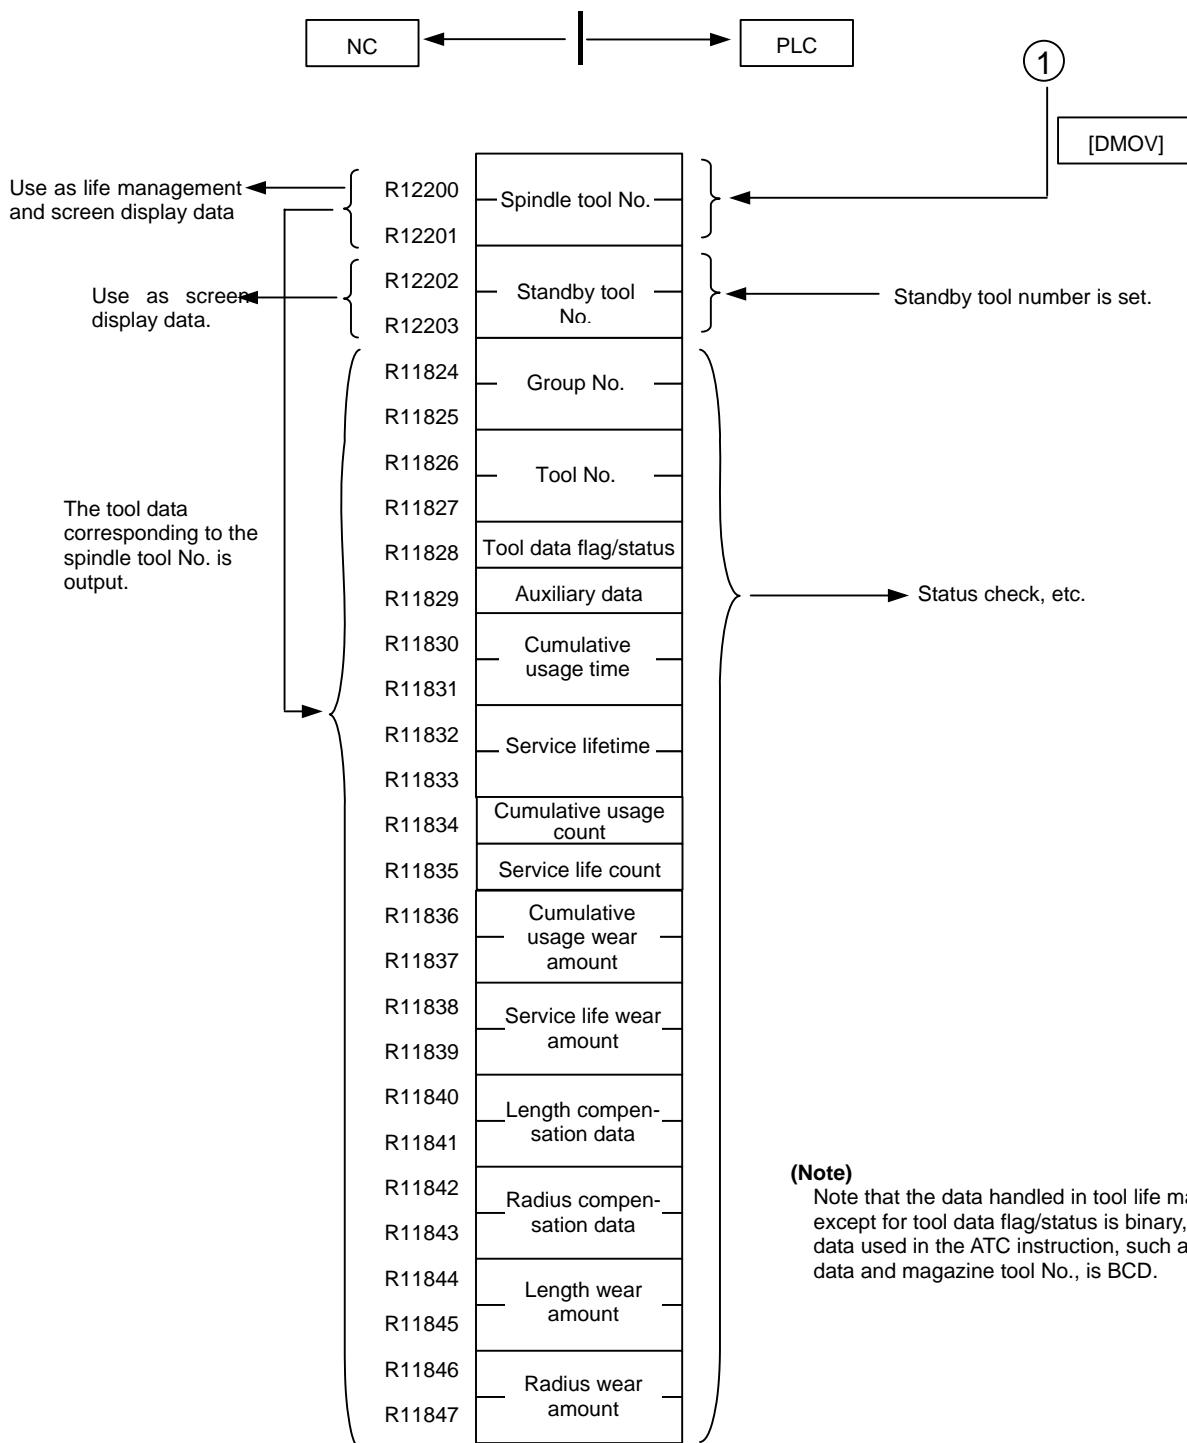 NC
PLC
1
[DMOV]
Use as life management
and screen display data
R12200
Spindle tool No.
R12201
Use as screen
display data.
R12202
Standby tool
No.
R12203
Standby tool number is set.
R11824
Group No.
R11825
R11826
Tool No.
R11827
The tool data
corresponding to the
spindle tool No. is
output.
R11828
Tool data flag/status
R11829
Auxiliary data
Status check, etc.
R11830
Cumulative
usage time
R11831
R11832
Service lifetime
R11833
R11834
Cumulative usage
count
R11835
Service life count
R11836
Cumulative
usage wear
amount
R11837
R11838
Service life wear
amount
R11839
R11840
Length compen-
sation data
R11841
R11842
Radius compen-
sation data
R11843
R11844
Length wear
amount
R11845
R11846
Radius wear
amount
R11847
(Note)
Note that the data handled in tool life
except for tool data flag/status is binary,
data used in the ATC instruction, such
data and magazine tool No., is BCD.